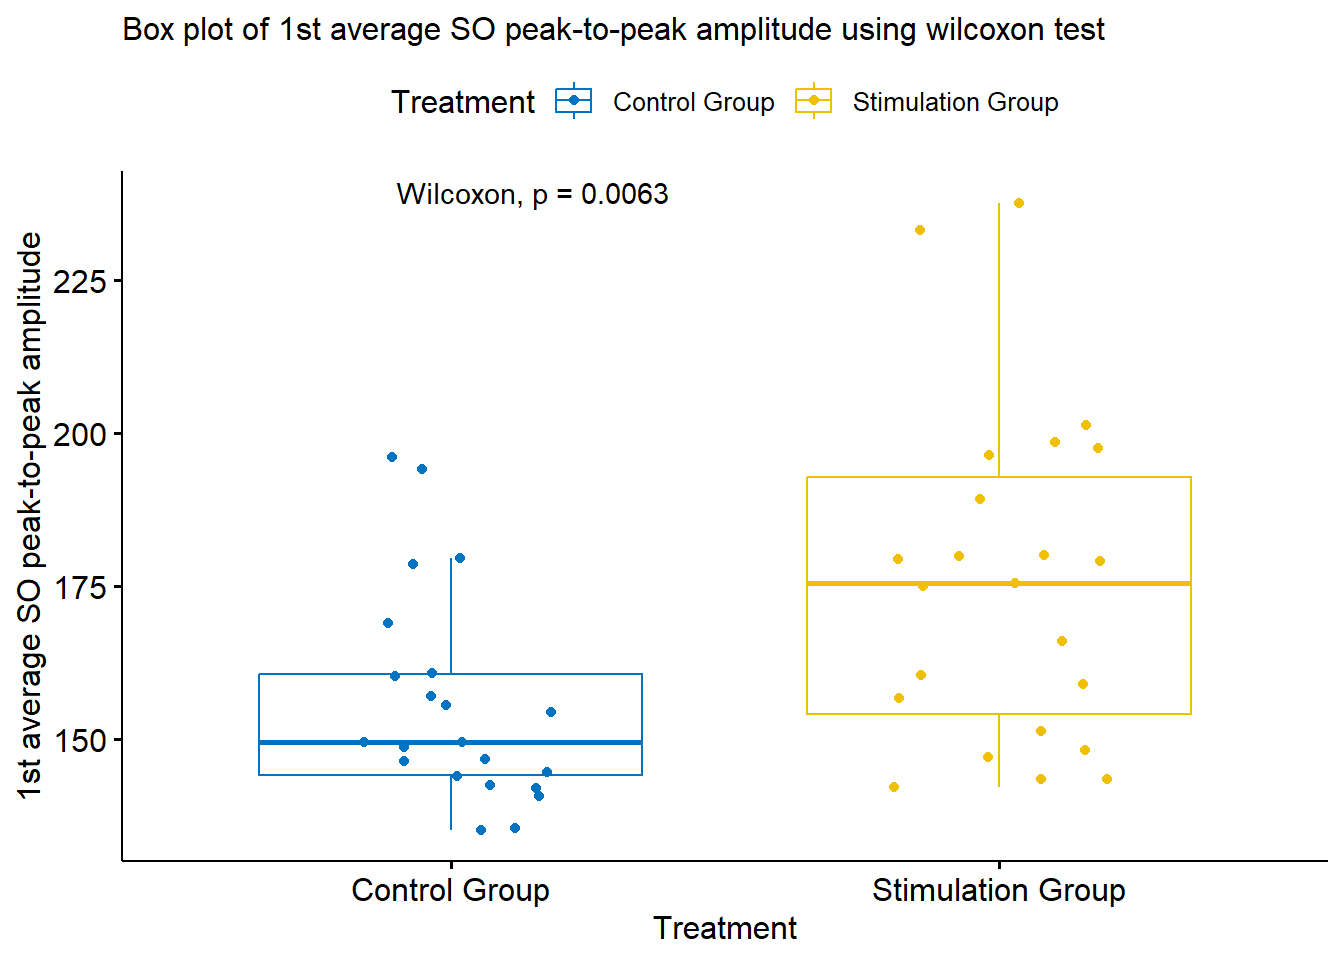 Box plot of 1st average SO peak-to-peak amplitude using wilcoxon test
Treatment Control Group Stimulation Group
Wilcoxon, p = 0.0063
1st average SO peak-to-peak amplitude
225
200
175
150
Control Group Stimulation Group
Treatment